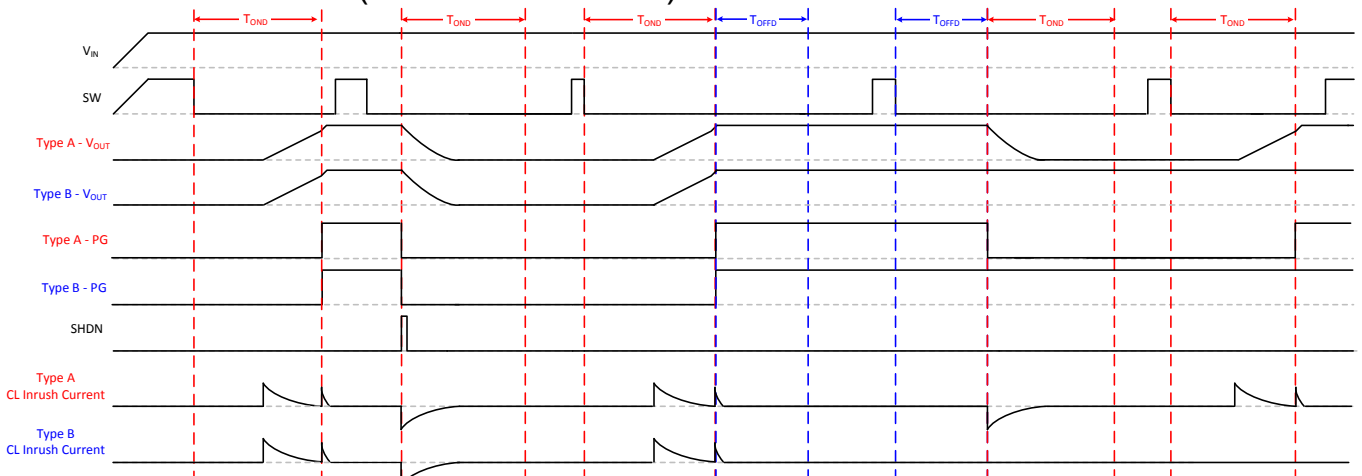 TOND TOND TOND TOFFD TOFFD TOND TOND
VIN
SW
Type A - VOUT
Type B - VOUT
Type A - PG
Type B - PG
SHDN
Type A
CL Inrush Current
Type B
CL Inrush Current